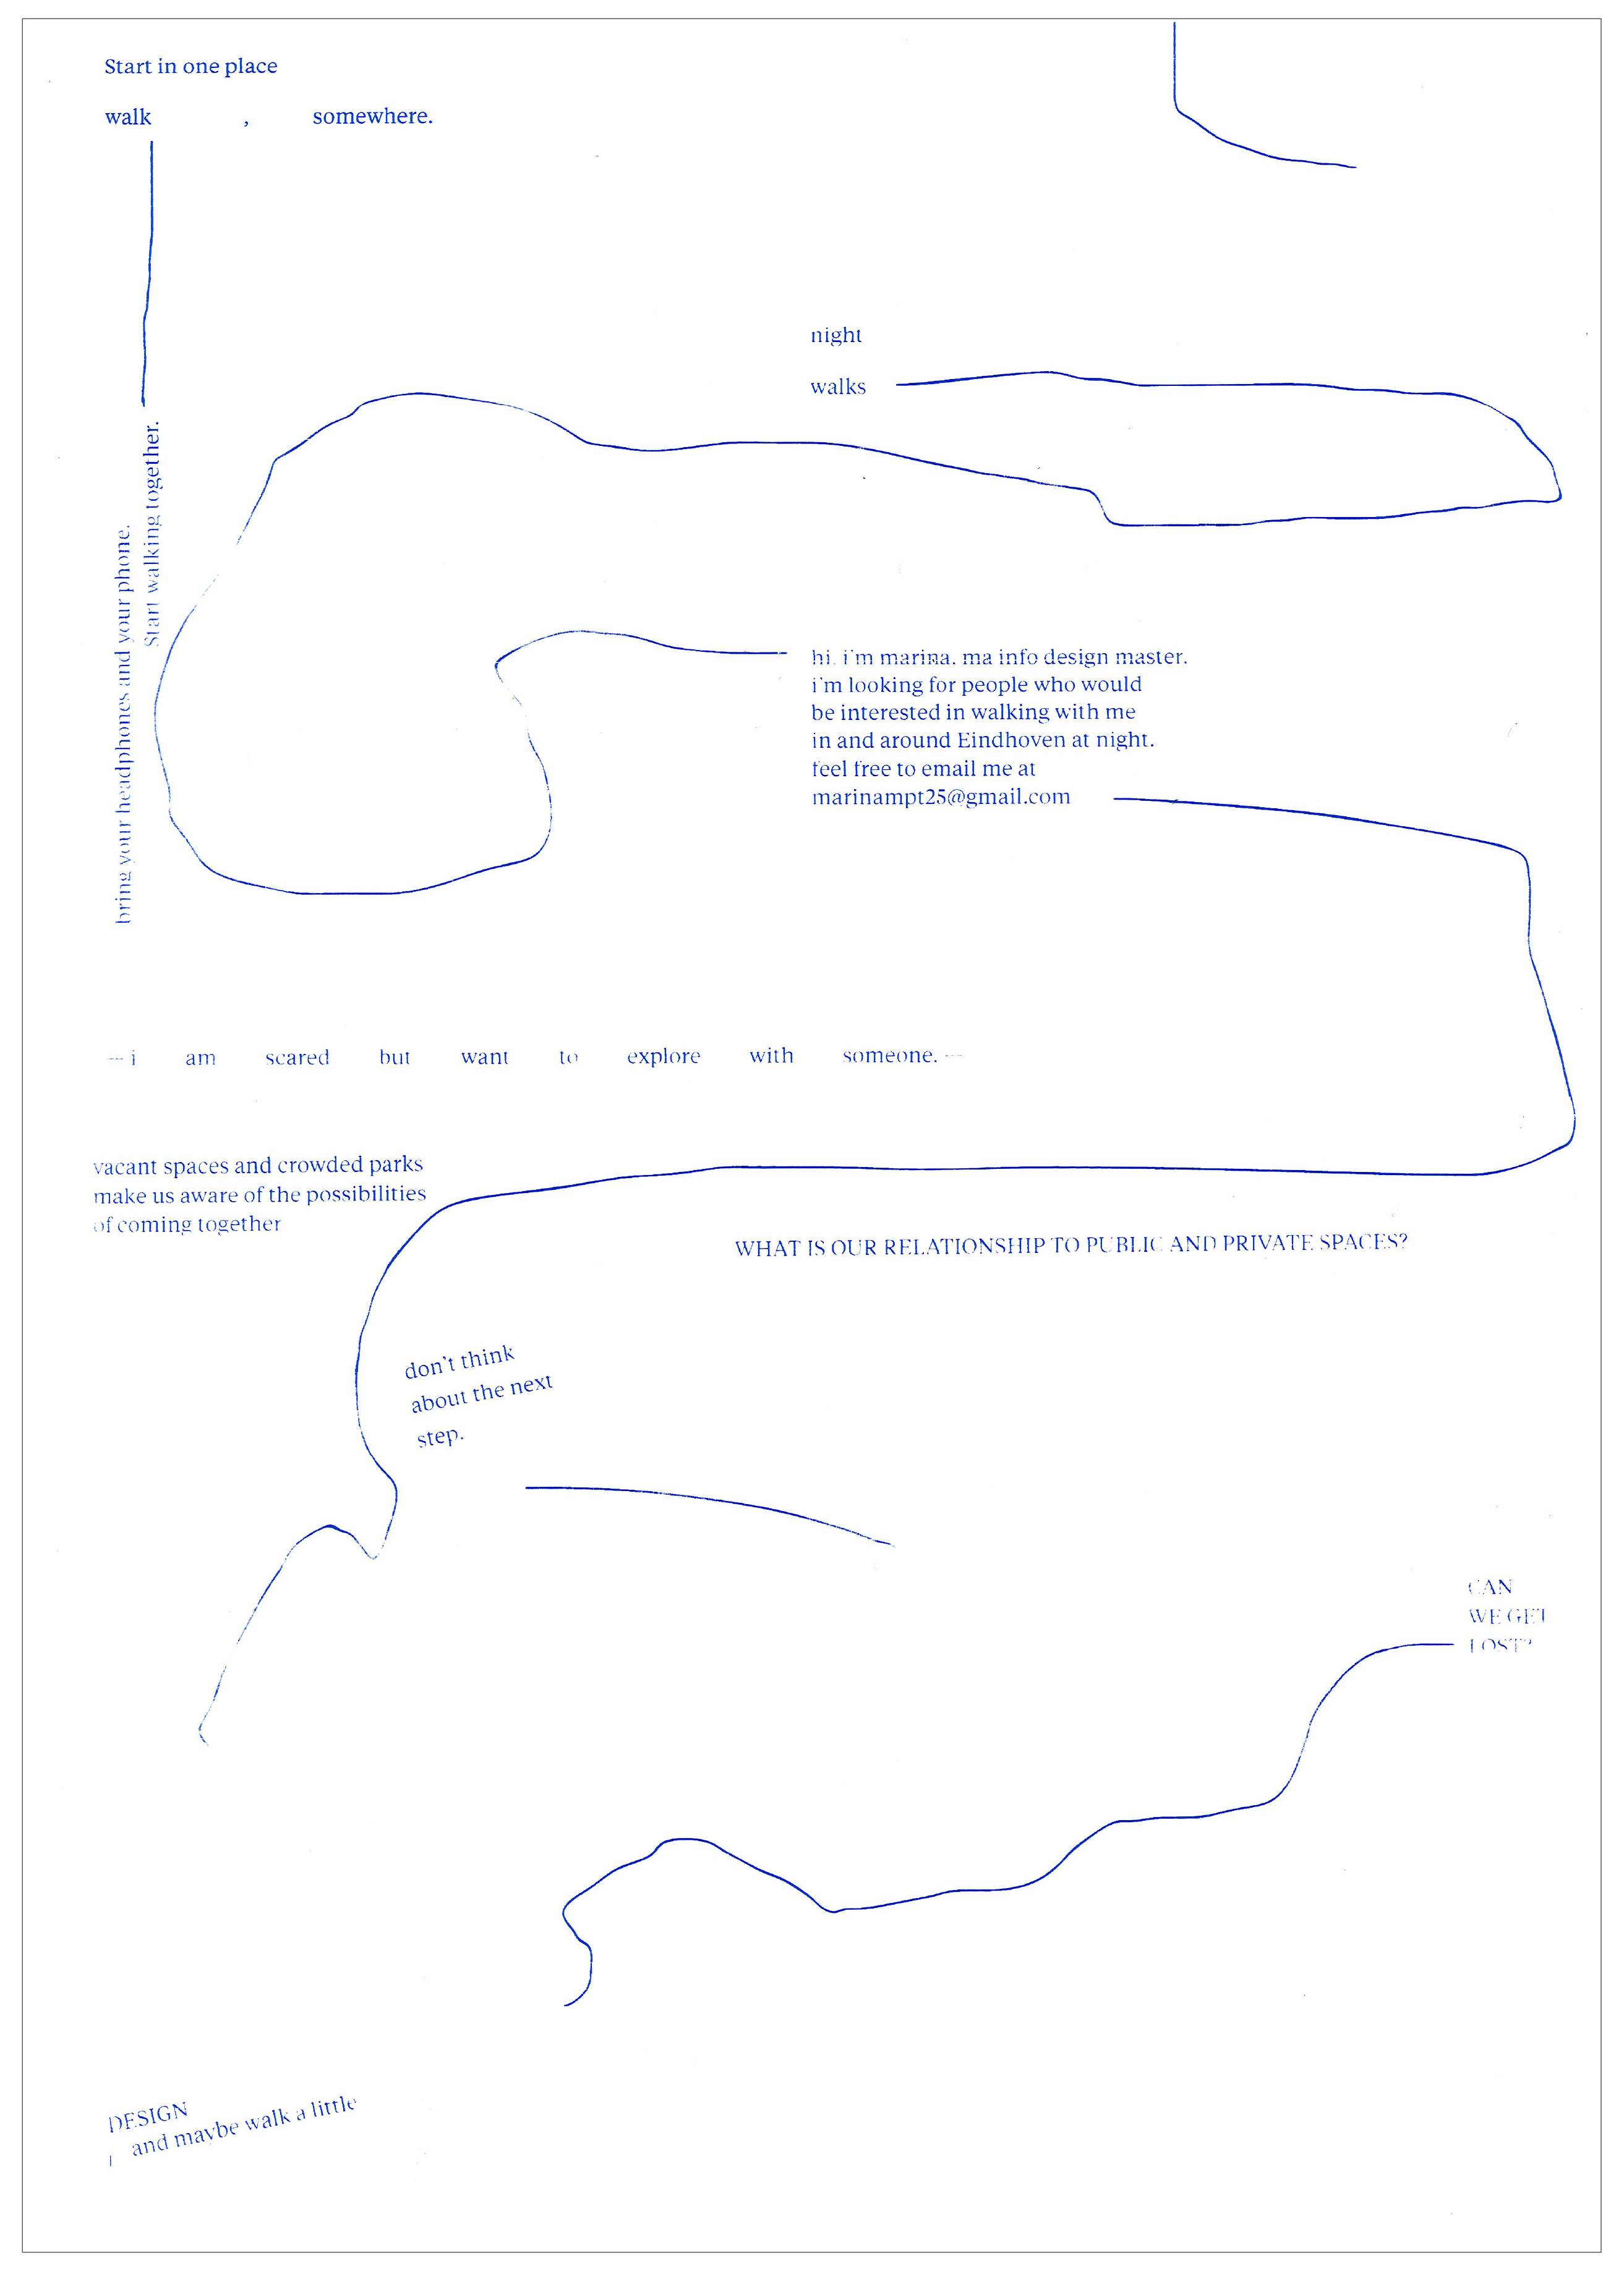 Start in one place
walk , somewhere.
night
walks
Start walking together.
bring your headphones and your phone.
hi. i'm marina. ma info design master.
i'm looking for people who would
be interested in walking with me
in and around Eindhoven at night.
feel free to email me at
marinampt25@gmail.com
— i am scared but want to explore with someone. —
vacant spaces and crowded parks
make us aware of the possibilities
of coming together
WHAT IS OUR RELATIONSHIP TO PUBLIC AND PRIVATE SPACES?
don't think
about the next
step.
CAN
WE GET
LOST?
DESIGN
and maybe walk a little